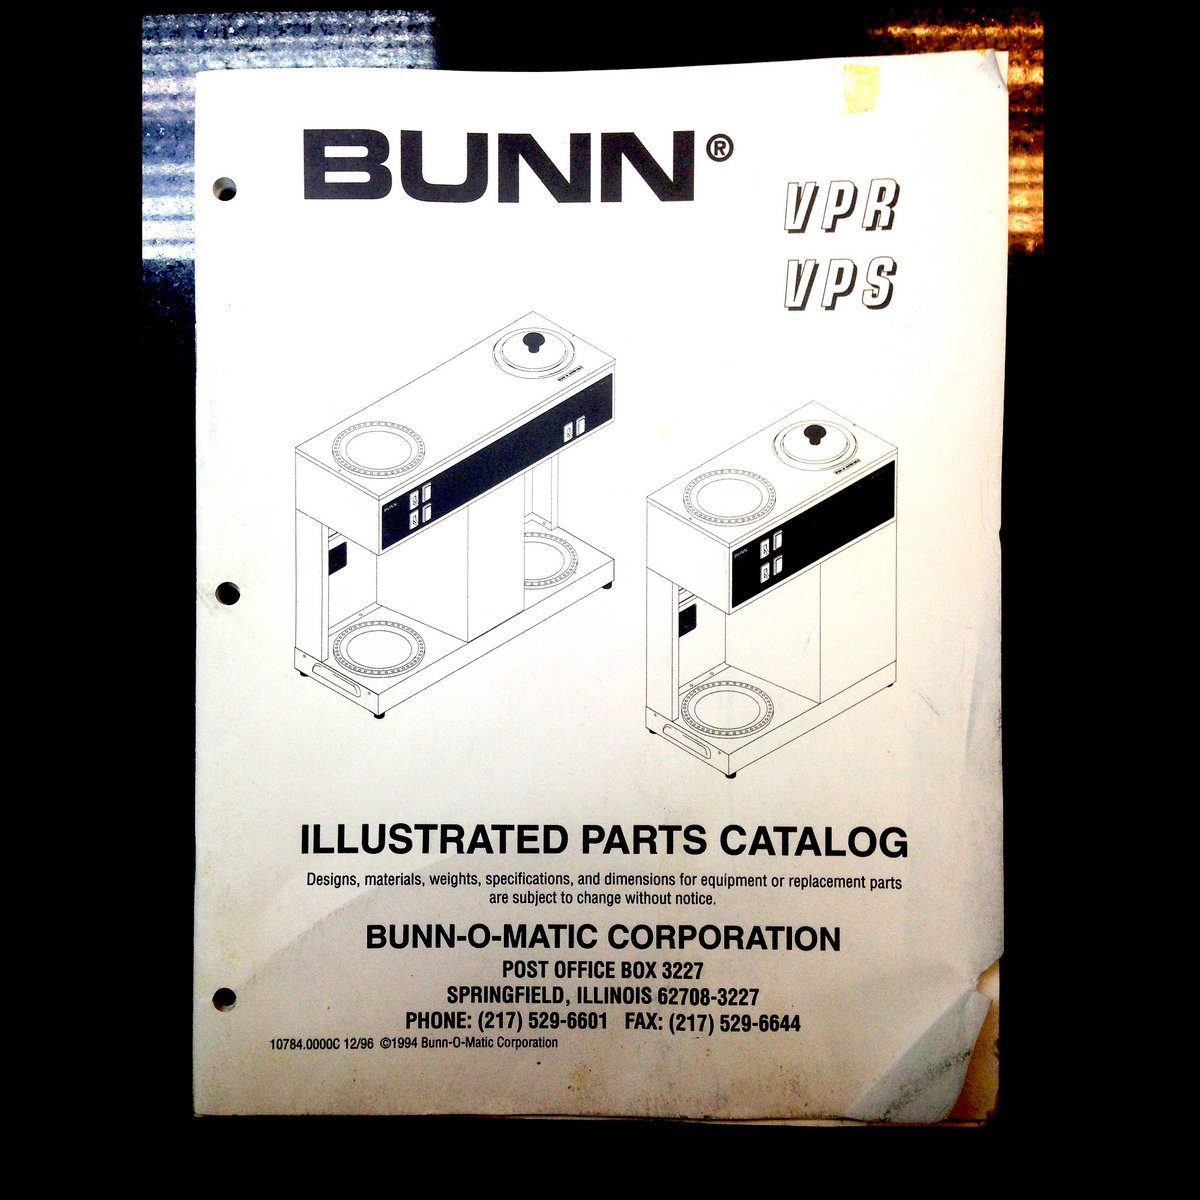 BUNN®
VPR
VPS
BUNN
BUNN
ILLUSTRATED PARTS CATALOG
Designs, materials, weights, specifications, and dimensions for equipment or replacement parts
are subject to change without notice.
BUNN-O-MATIC CORPORATION
POST OFFICE BOX 3227
SPRINGFIELD, ILLINOIS 62708-3227
PHONE: (217) 529-6601 FAX: (217) 529-6644
10784.0000C 12/96 ©1994 Bunn-O-Matic Corporation